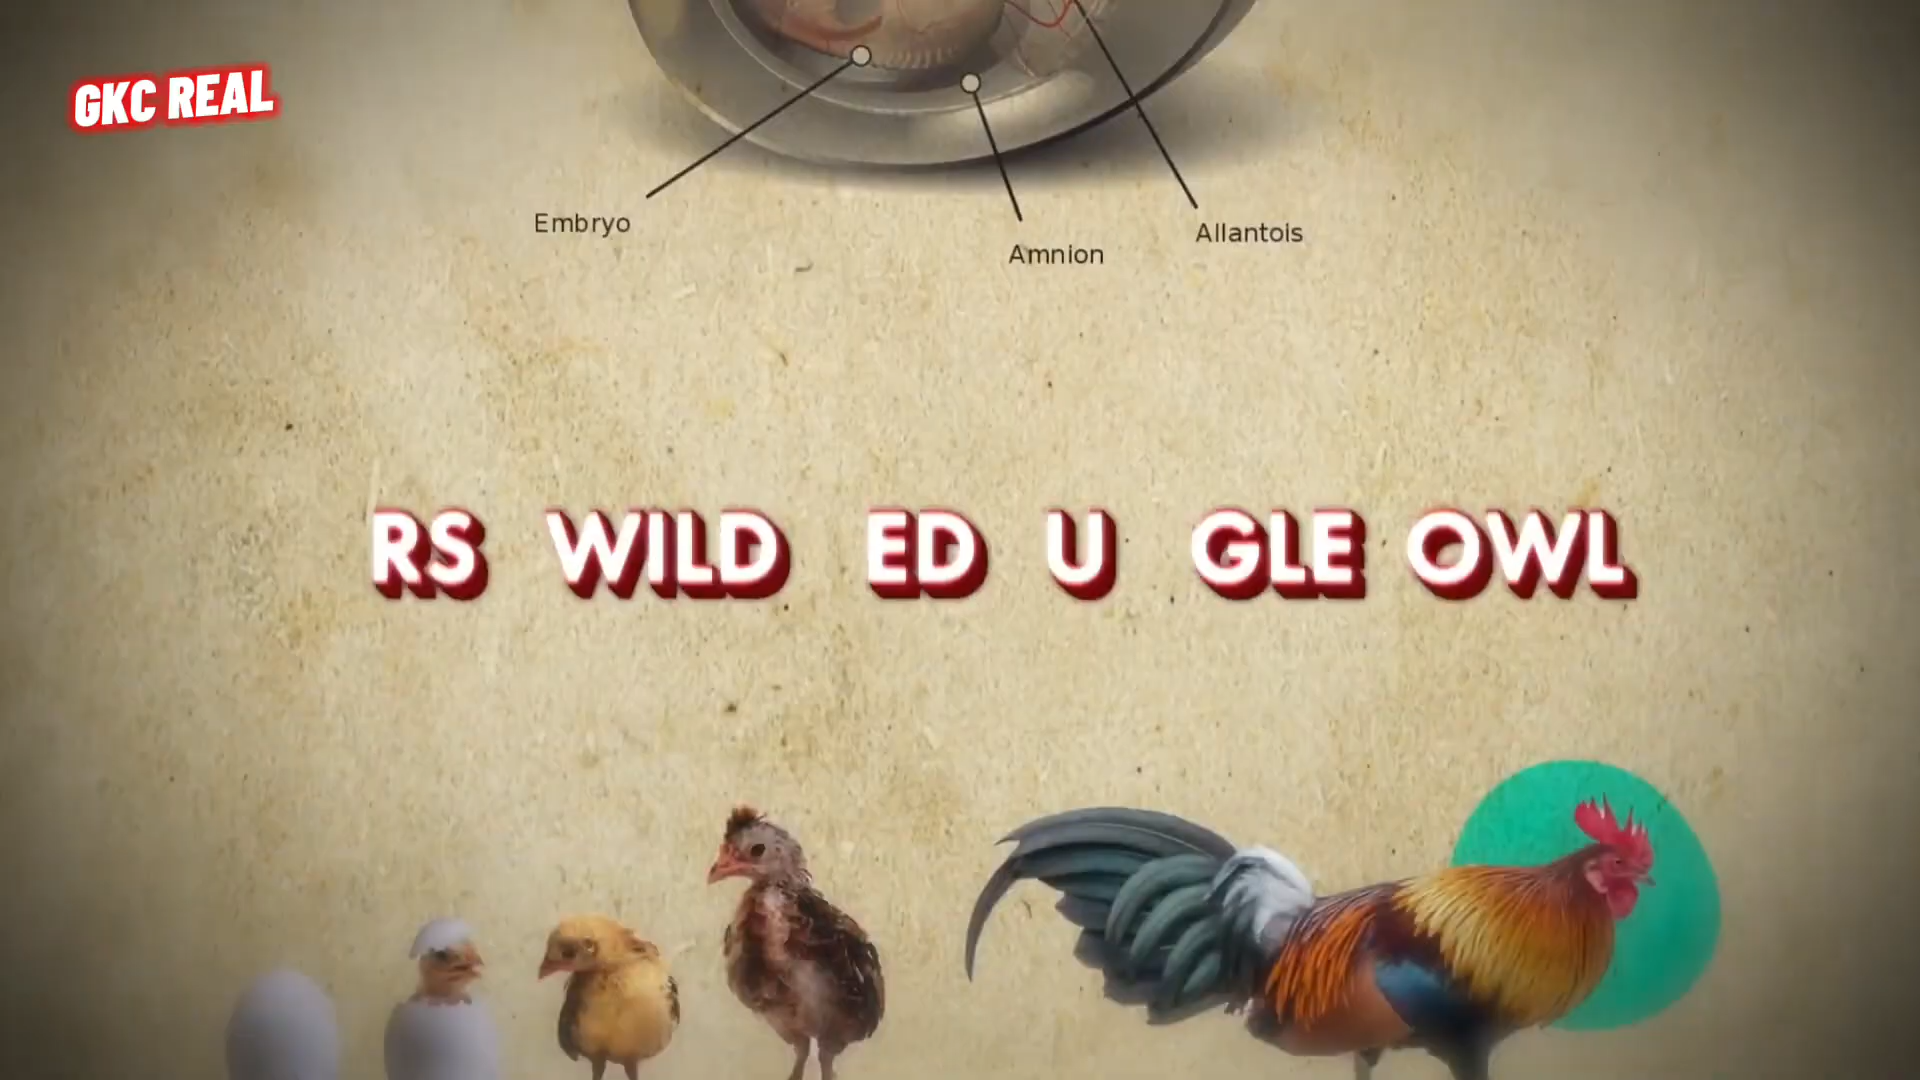 GKC REAL
Embryo
Allantois
Amnion
RS WILD ED U GLE OWL